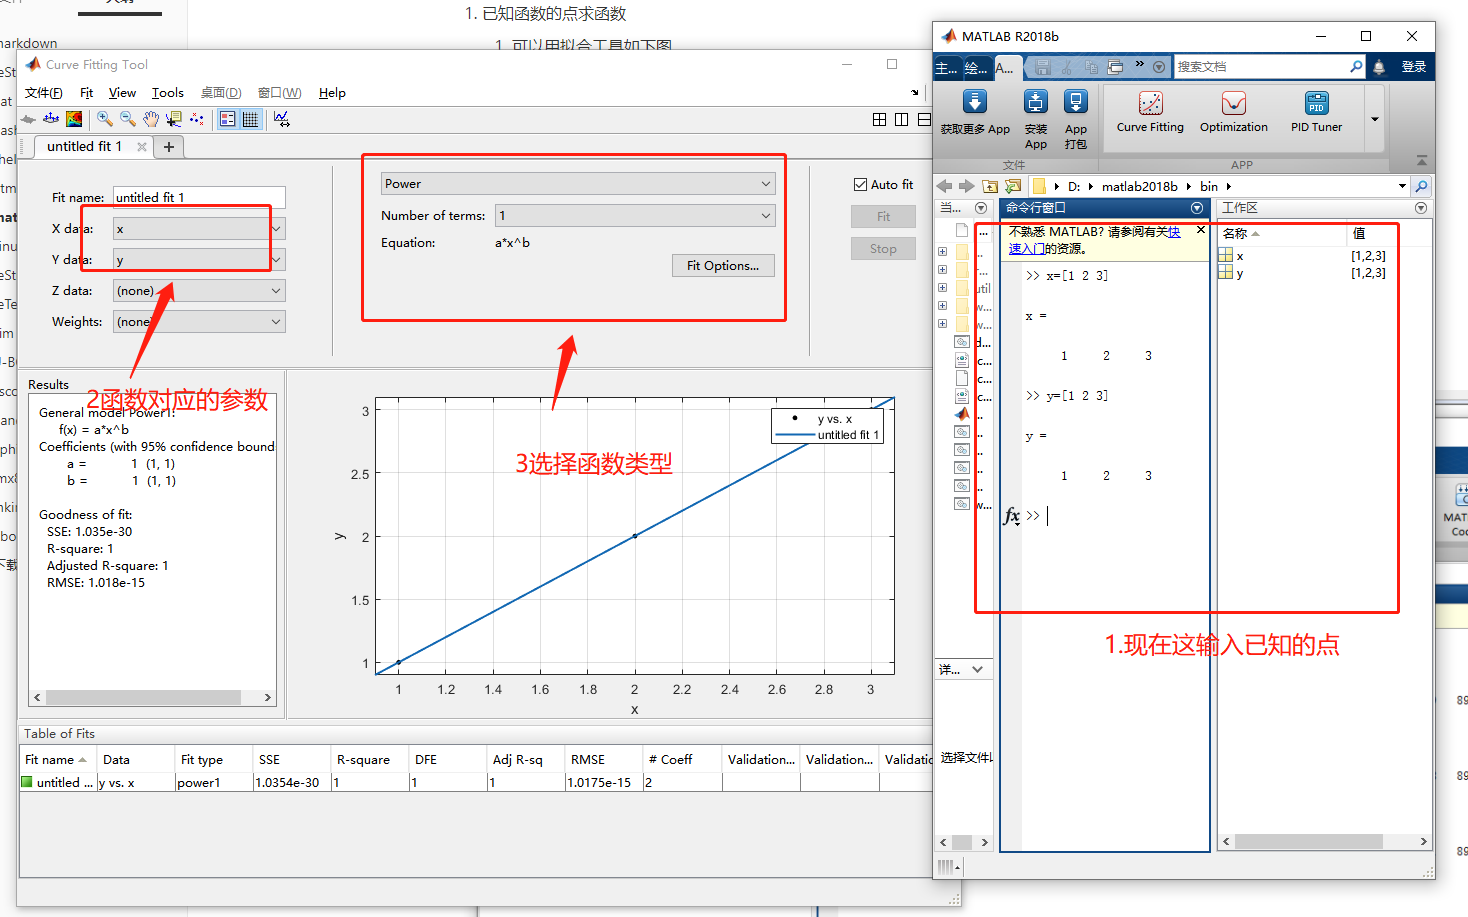 1. 已知函数的点求函数
1. 可以用拟合工具如下图
arkdown
Curve Fitting Tool
文件(F) Fit View Tools 桌面(D) 窗口(W) Help
untitled fit 1
Fit name: untitled fit 1
X data: x
Y data: y
Z data: (none)
Weights: (none)
Power
Number of terms: 1
Equation: a*x^b
Fit Options...
Auto fit
Fit
Stop
2函数对应的参数
3选择函数类型
Results
General model Power1:
f(x) = a*x^b
Coefficients (with 95% confidence bounds
a = 1 (1, 1)
b = 1 (1, 1)
Goodness of fit:
SSE: 1.035e-30
R-square: 1
Adjusted R-square: 1
RMSE: 1.018e-15
y vs. x
untitled fit 1
3
2.5
2
1.5
1
y
1 1.2 1.4 1.6 1.8 2 2.2 2.4 2.6 2.8 3
x
Table of Fits
Fit name Data Fit type SSE R-square DFE Adj R-sq RMSE # Coeff Validation... Validation... Validatic
untitled ... y vs. x power1 1.0354e-30 1 1 1 1.0175e-15 2
MATLAB R2018b
主... 绘... A... 搜索文档 登录
获取更多 App
安装 App
App 打包
Curve Fitting Optimization PID Tuner
文件 APP
D: matlab2018b bin
当... 命令行窗口 工作区
不熟悉 MATLAB? 请参阅有关快
速入门的资源。
名称 值
x [1,2,3]
y [1,2,3]
>> x=[1 2 3]
x =
1 2 3
>> y=[1 2 3]
y =
1 2 3
fx >>
util
1.现在这输入已知的点
详...
选择文件以
下载
MAT
Coc
89
89
89